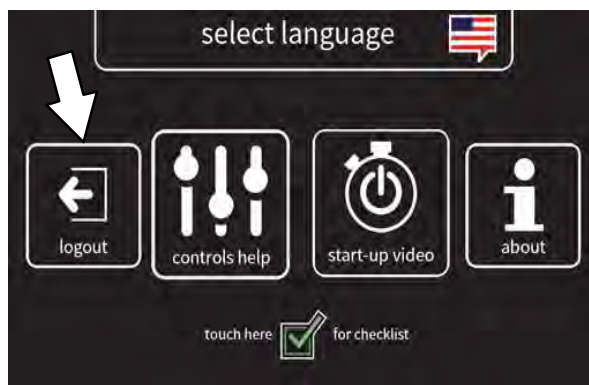 select language
logout
controls help
start-up video
about
touch here for checklist